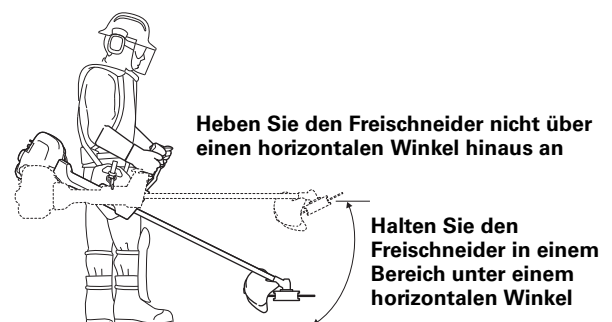 Heben Sie den Freischneider nicht über
einen horizontalen Winkel hinaus an
Halten Sie den
Freischneider in einem
Bereich unter einem
horizontalen Winkel